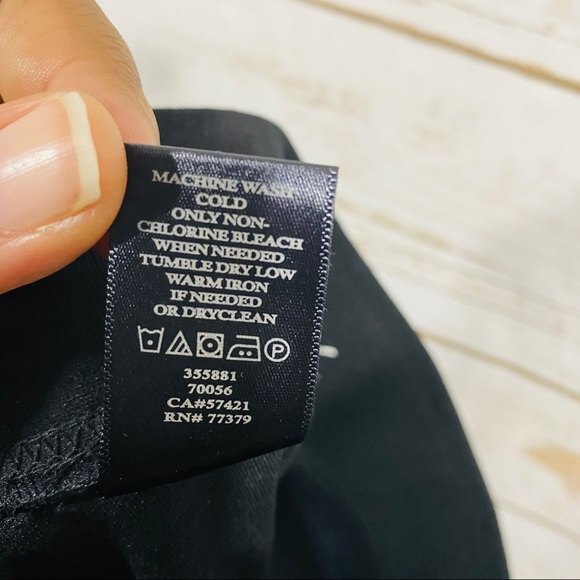 MACHINE WASH
COLD
ONLY NON-
CHLORINE BLEACH
WHEN NEEDED
TUMBLE DRY LOW
WARM IRON
IF NEEDED
OR DRYCLEAN
P
355881
70056
CA#57421
RN# 77379